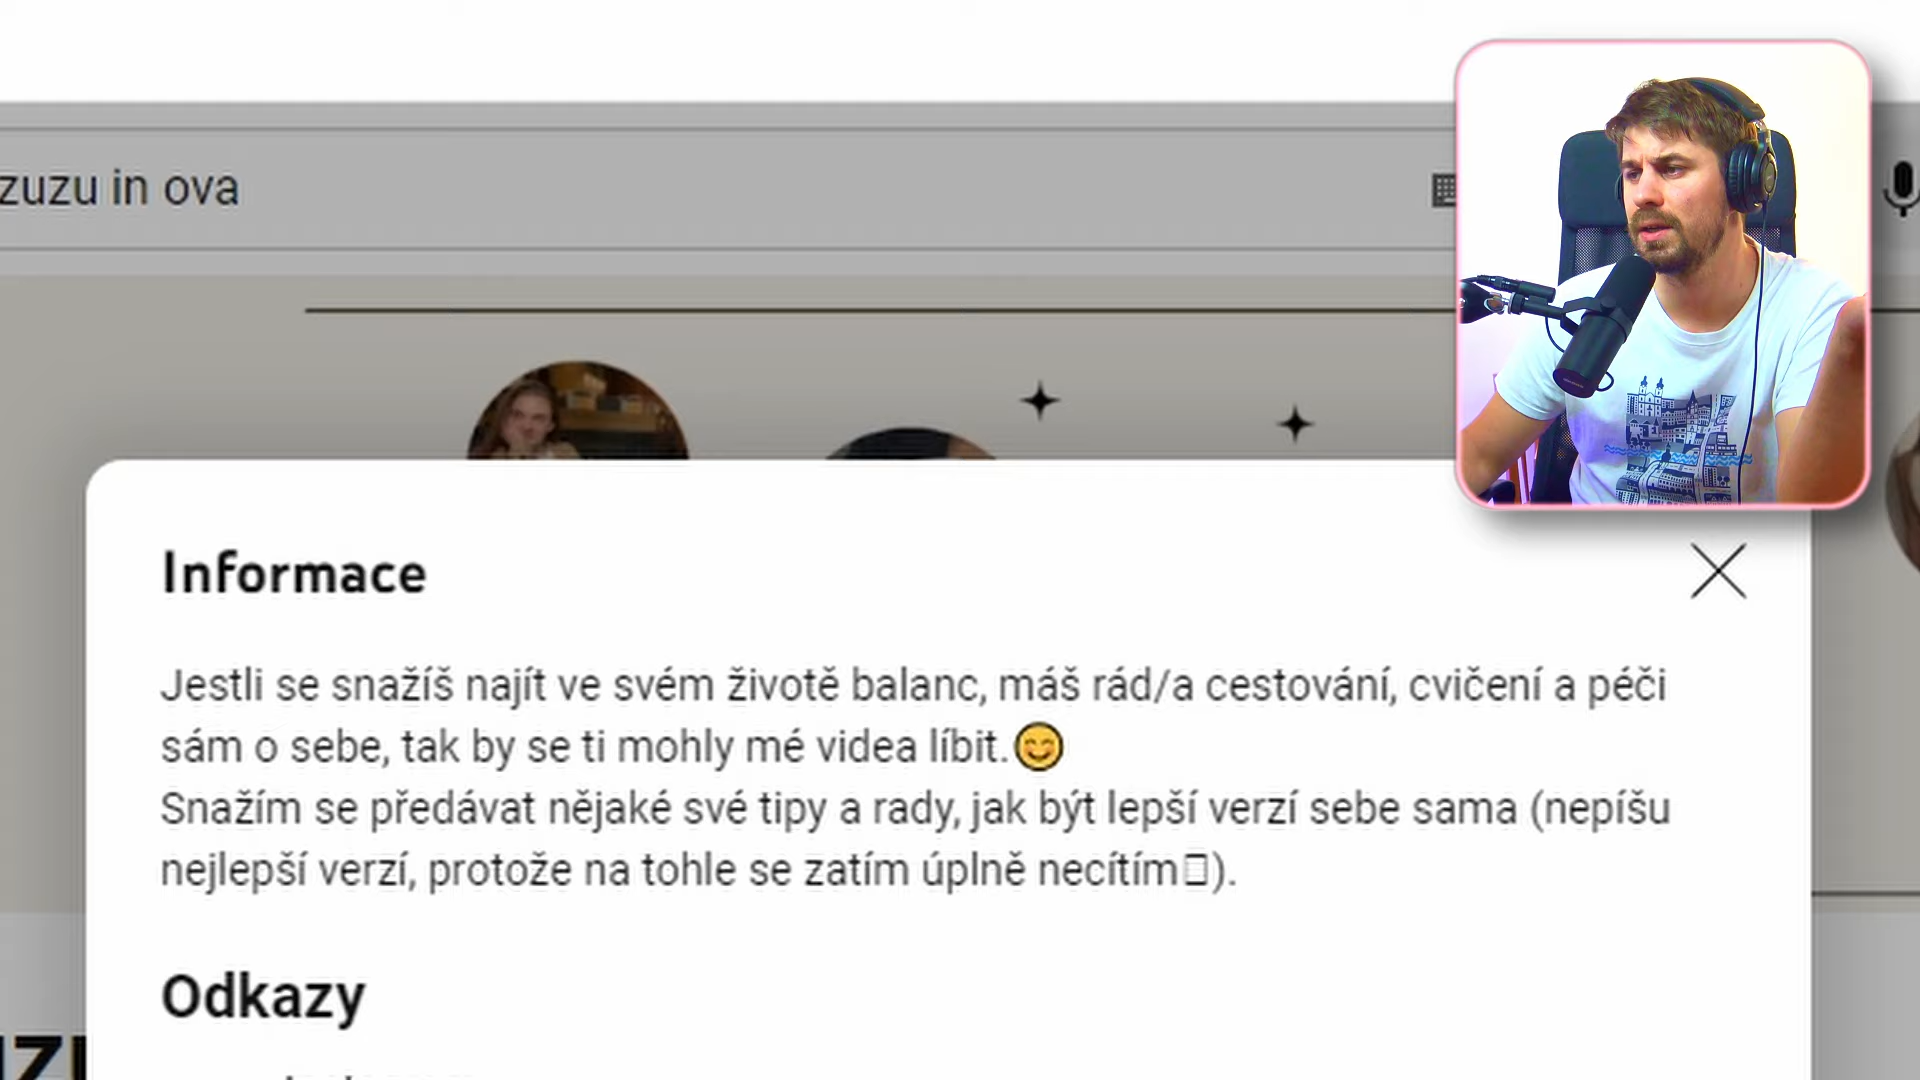 zuzu in ova
Informace
Jestli se snažíš najít ve svém životě balanc, máš rád/a cestování, cvičení a péči
sám o sebe, tak by se ti mohly mé videa líbit.😊
Snažím se předávat nějaké své tipy a rady, jak být lepší verzí sebe sama (nepíšu
nejlepší verzí, protože na tohle se zatím úplně necítím▯).
Odkazy